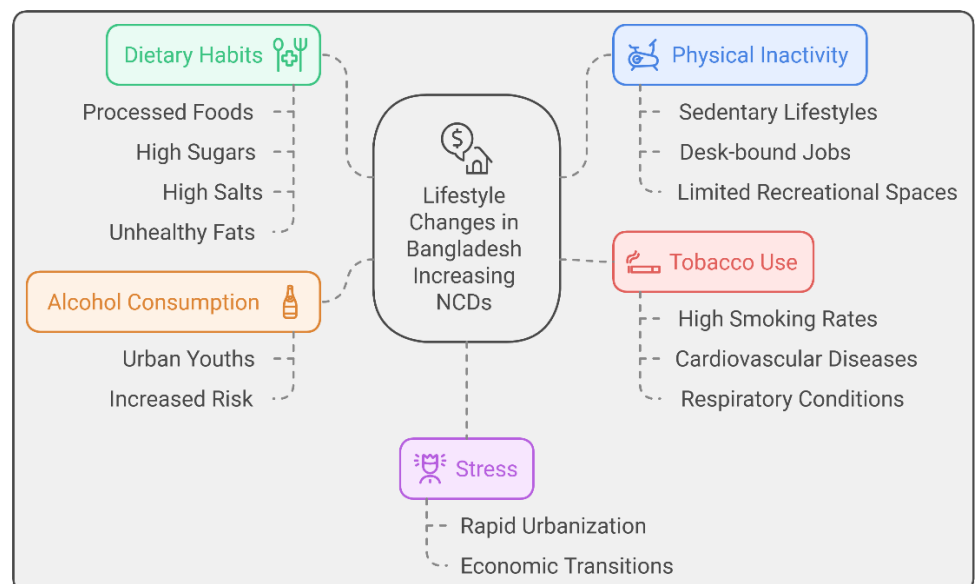 Dietary Habits
Processed Foods
High Sugars
High Salts
Unhealthy Fats
Alcohol Consumption
Urban Youths
Increased Risk
$
Lifestyle
Changes in
Bangladesh
Increasing
NCDs
Physical Inactivity
Sedentary Lifestyles
Desk-bound Jobs
Limited Recreational Spaces
Tobacco Use
High Smoking Rates
Cardiovascular Diseases
Respiratory Conditions
Stress
Rapid Urbanization
Economic Transitions